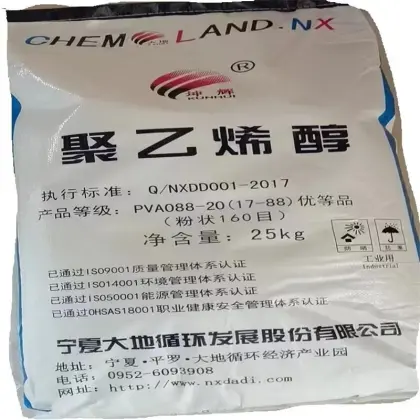 CHEM LAND-NX
大地
®
坤辉
KUNHUI
聚乙烯醇
执行标准: Q/NXDD001-2017
产品等级: PVA088-20(17-88)优等品
(粉状160目)
净含量: 25kg
已通过ISO9001质量管理体系认证
已通过ISO14001环境管理体系认证
已通过ISO50001能源管理体系认证
已通过OHSAS18001职业健康安全管理体系认证
工业用
Industrial
宁夏大地循环发展股份有限公司
地址: 宁夏·平罗·大地循环经济产业园
电话: 0952-6093908
网址: http://www.nxdadi.com